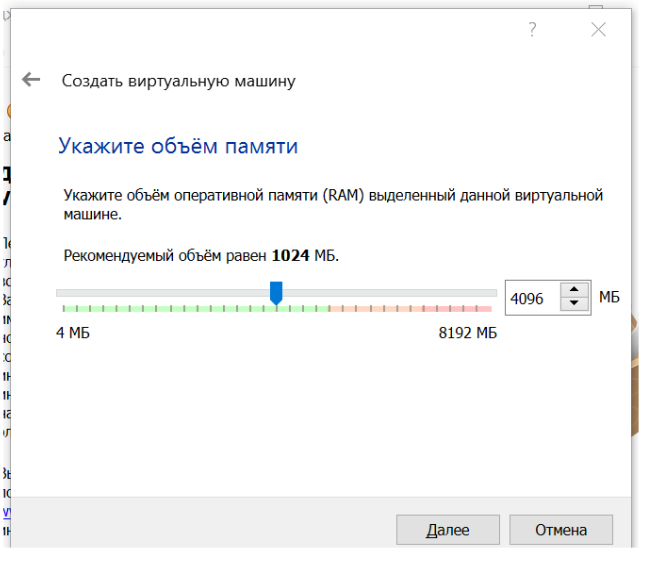 ?
Создать виртуальную машину
Укажите объём памяти
Укажите объём оперативной памяти (RAM) выделенный данной виртуальной
машине.
Рекомендуемый объём равен 1024 МБ.
4096 МБ
4 МБ 8192 МБ
Далее Отмена